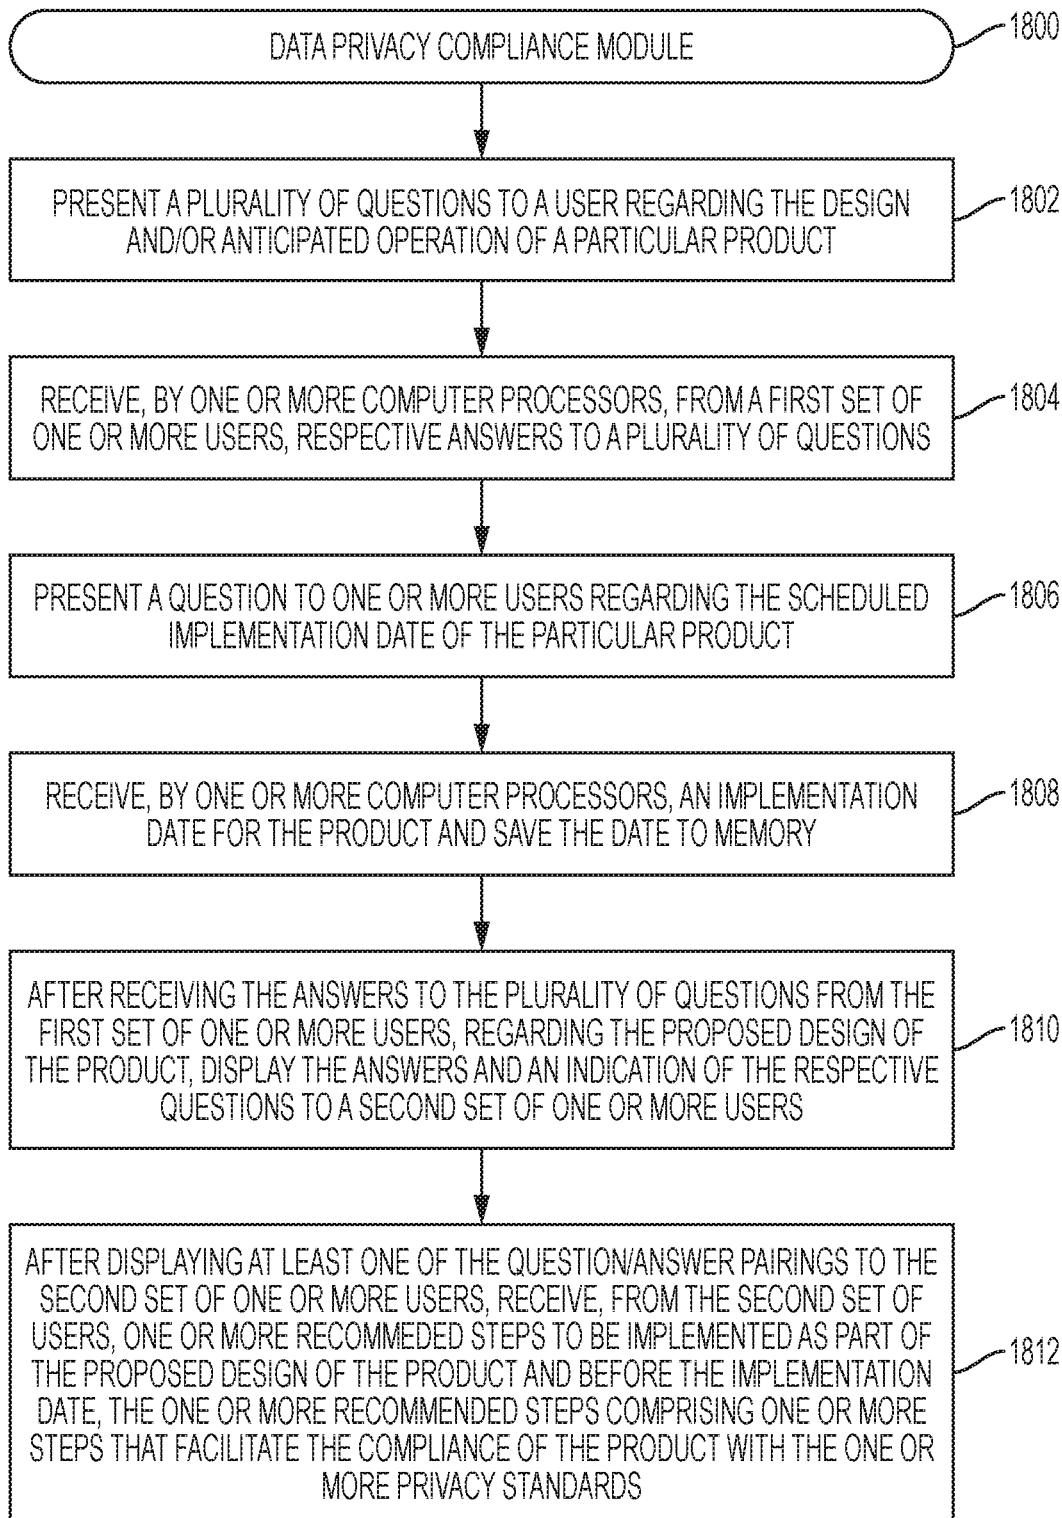 DATA PRIVACY COMPLIANCE MODULE
1800
PRESENT A PLURALITY OF QUESTIONS TO A USER REGARDING THE DESIGN
AND/OR ANTICIPATED OPERATION OF A PARTICULAR PRODUCT
1802
RECEIVE, BY ONE OR MORE COMPUTER PROCESSORS, FROM A FIRST SET OF
ONE OR MORE USERS, RESPECTIVE ANSWERS TO A PLURALITY OF QUESTIONS
1804
PRESENT A QUESTION TO ONE OR MORE USERS REGARDING THE SCHEDULED
IMPLEMENTATION DATE OF THE PARTICULAR PRODUCT
1806
RECEIVE, BY ONE OR MORE COMPUTER PROCESSORS, AN IMPLEMENTATION
DATE FOR THE PRODUCT AND SAVE THE DATE TO MEMORY
1808
AFTER RECEIVING THE ANSWERS TO THE PLURALITY OF QUESTIONS FROM THE
FIRST SET OF ONE OR MORE USERS, REGARDING THE PROPOSED DESIGN OF
THE PRODUCT, DISPLAY THE ANSWERS AND AN INDICATION OF THE RESPECTIVE
QUESTIONS TO A SECOND SET OF ONE OR MORE USERS
1810
AFTER DISPLAYING AT LEAST ONE OF THE QUESTION/ANSWER PAIRINGS TO THE
SECOND SET OF ONE OR MORE USERS, RECEIVE, FROM THE SECOND SET OF
USERS, ONE OR MORE RECOMMEDED STEPS TO BE IMPLEMENTED AS PART OF
THE PROPOSED DESIGN OF THE PRODUCT AND BEFORE THE IMPLEMENTATION
DATE, THE ONE OR MORE RECOMMENDED STEPS COMPRISING ONE OR MORE
STEPS THAT FACILITATE THE COMPLIANCE OF THE PRODUCT WITH THE ONE OR
MORE PRIVACY STANDARDS
1812